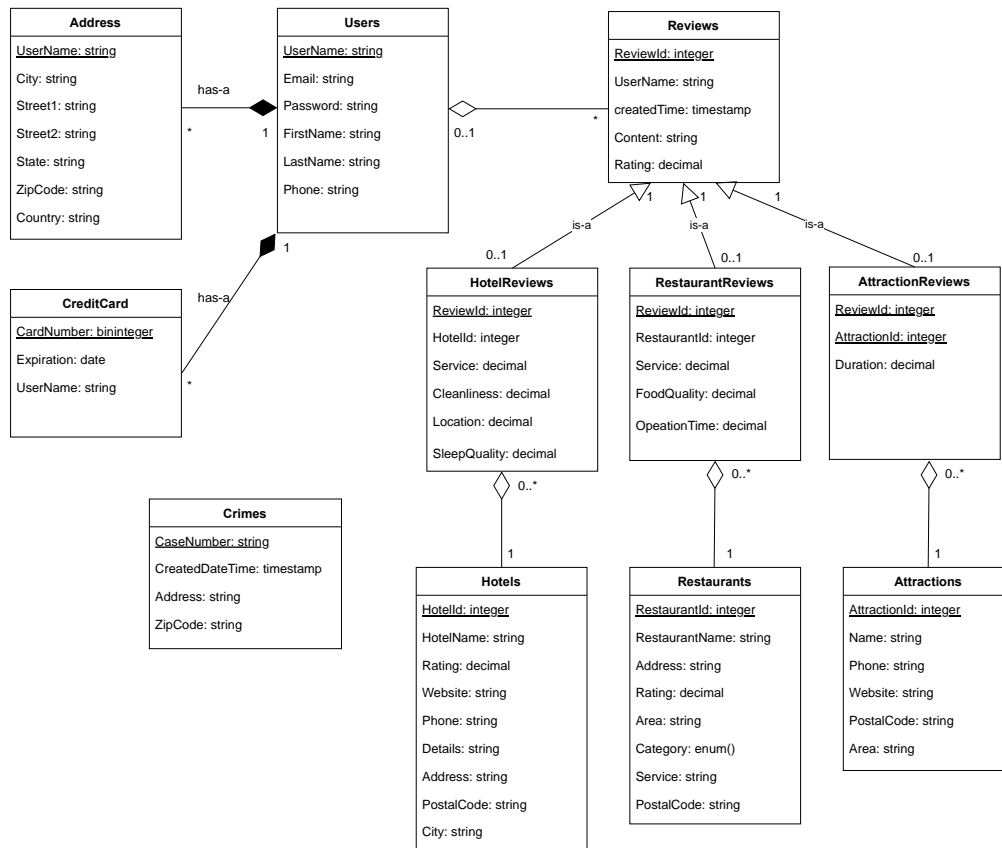 Address
UserName: string
City: string
Street1: string
Street2: string
State: string
ZipCode: string
Country: string
has-a
*
1
Users
UserName: string
Email: string
Password: string
FirstName: string
LastName: string
Phone: string
0..1
*
Reviews
ReviewId: integer
UserName: string
createdTime: timestamp
Content: string
Rating: decimal
1
has-a
*
CreditCard
CardNumber: bininteger
Expiration: date
UserName: string
1
is-a
0..1
1
is-a
0..1
1
is-a
0..1
HotelReviews
ReviewId: integer
HotelId: integer
Service: decimal
Cleanliness: decimal
Location: decimal
SleepQuality: decimal
RestaurantReviews
ReviewId: integer
RestaurantId: integer
Service: decimal
FoodQuality: decimal
OpeationTime: decimal
AttractionReviews
ReviewId: integer
AttractionId: integer
Duration: decimal
0..*
1
0..*
1
0..*
1
Crimes
CaseNumber: string
CreatedDateTime: timestamp
Address: string
ZipCode: string
Hotels
HotelId: integer
HotelName: string
Rating: decimal
Website: string
Phone: string
Details: string
Address: string
PostalCode: string
City: string
Restaurants
RestaurantId: integer
RestaurantName: string
Address: string
Rating: decimal
Area: string
Category: enum()
Service: string
PostalCode: string
Attractions
AttractionId: integer
Name: string
Phone: string
Website: string
PostalCode: string
Area: string